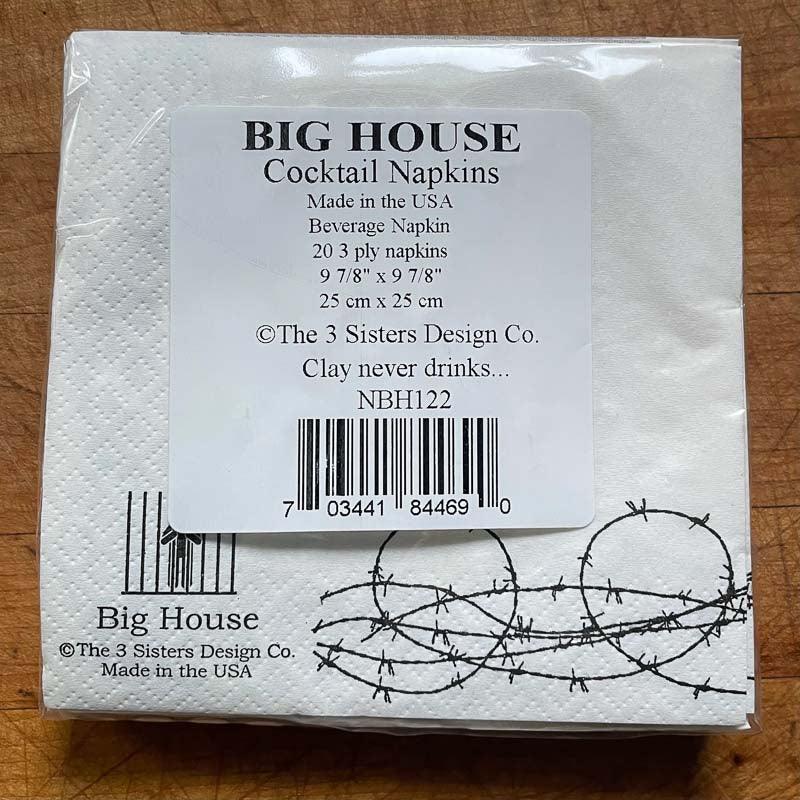 BIG HOUSE
Cocktail Napkins
Made in the USA
Beverage Napkin
20 3 ply napkins
9 7/8" x 9 7/8"
25 cm x 25 cm
©The 3 Sisters Design Co.
Clay never drinks...
NBH122
7 03441 84469 0
Big House
©The 3 Sisters Design Co.
Made in the USA